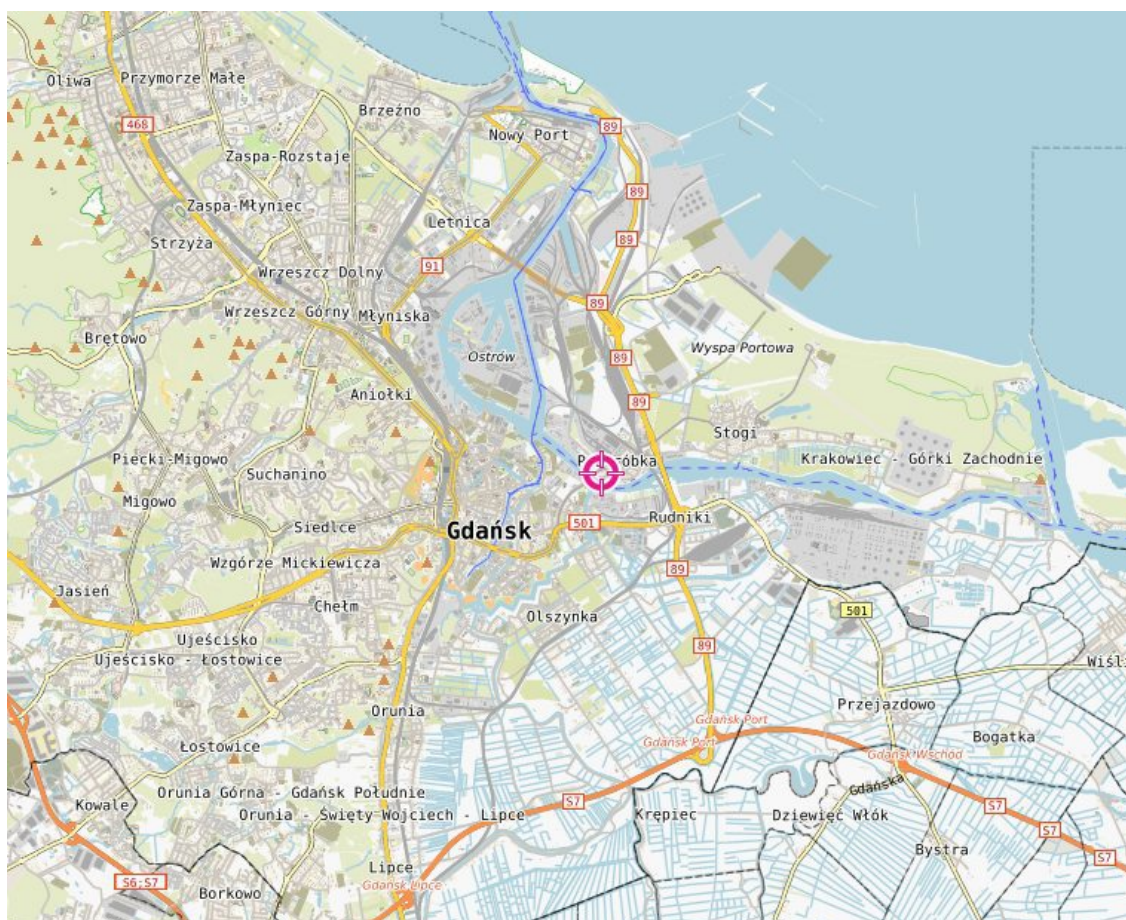 Oliwa
Przymorze Małe
Brzeźno
468
Nowy Port
89
Zaspa-Rozstaje
89
Zaspa-Młyniec
Letnica
Strzyża
89
91
Wrzeszcz Dolny
89
Wrzeszcz Górny
Młyniska
Brętowo
Ostrów
Wyspa Portowa
89
Aniołki
89
Stogi
Piecki-Migowo
Krakowiec - Górki Zachodnie
Suchanino
Migowo
Siedlce
Gdańsk
501
Rudniki
Wzgórze Mickiewicza
89
Jasień
Chełm
501
Olszynka
Ujeścisko
89
Ujeścisko - Łostowice
Wiśli
Przejazdowo
Orunia
Gdańsk Port
Bogatka
Gdańsk Port
Łostowice
Gdańsk Wschód
Gdańska
Orunia Górna - Gdańsk Południe
S7
Kowale
S7
Orunia - Święty Wojciech - Lipce
Krępiec
Dziewięć Włók
S7
Bystra
S7
Lipce
S6;S7
Gdańsk Lipce
Borkowo